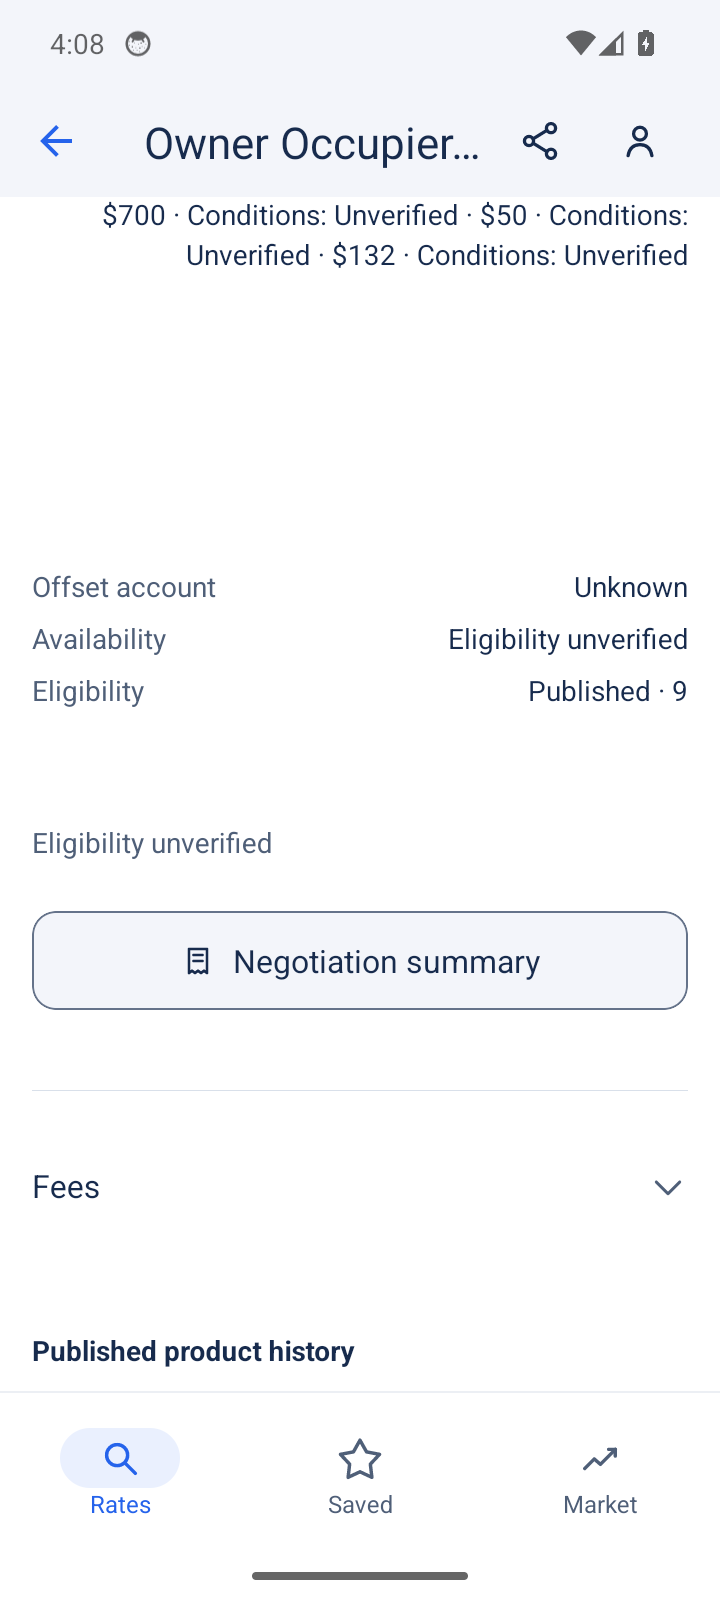 4:08
Owner Occupier...
$700 · Conditions: Unverified · $50 · Conditions:
Unverified · $132 · Conditions: Unverified
Offset account Unknown
Availability Eligibility unverified
Eligibility Published · 9
Eligibility unverified
Negotiation summary
Fees
Published product history
Rates Saved Market